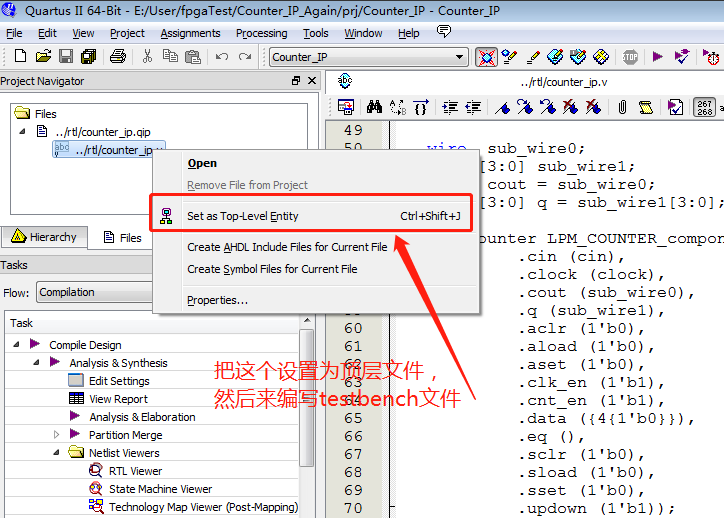 Quartus II 64-Bit - E:/User/fpgaTest/Counter_IP_Again/prj/Counter_IP - Counter_IP
File Edit View Project Assignments Processing Tools Window Help
Counter_IP
STOP
Project Navigator
Files
../rtl/counter_ip.qip
abc ../rtl/counter_ip.v
Hierarchy Files
Tasks
Flow: Compilation
Task
Compile Design
Analysis & Synthesis
Edit Settings
View Report
Analysis & Elaboration
Partition Merge
Netlist Viewers
RTL Viewer
State Machine Viewer
Technology Map Viewer (Post-Mapping)
Open
Remove File from Project
Set as Top-Level Entity Ctrl+Shift+J
Create AHDL Include Files for Current File
Create Symbol Files for Current File
Properties...
把这个设置为顶层文件，
然后来编写testbench文件
abc ../rtl/counter_ip.v
267
268
49
50 wire sub_wire0;
[3:0] sub_wire1;
cout = sub_wire0;
[3:0] q = sub_wire1[3:0];
ounter LPM_COUNTER_compon
.cin (cin),
.clock (clock),
.cout (sub_wire0),
.q (sub_wire1),
60 .aclr (1'b0),
61 .aload (1'b0),
62 .aset (1'b0),
63 .clk_en (1'b1),
64 .cnt_en (1'b1),
65 .data ({4{1'b0}}),
66 .eq (),
67 .sclr (1'b0),
68 .sload (1'b0),
69 .sset (1'b0),
70 .updown (1'b1));